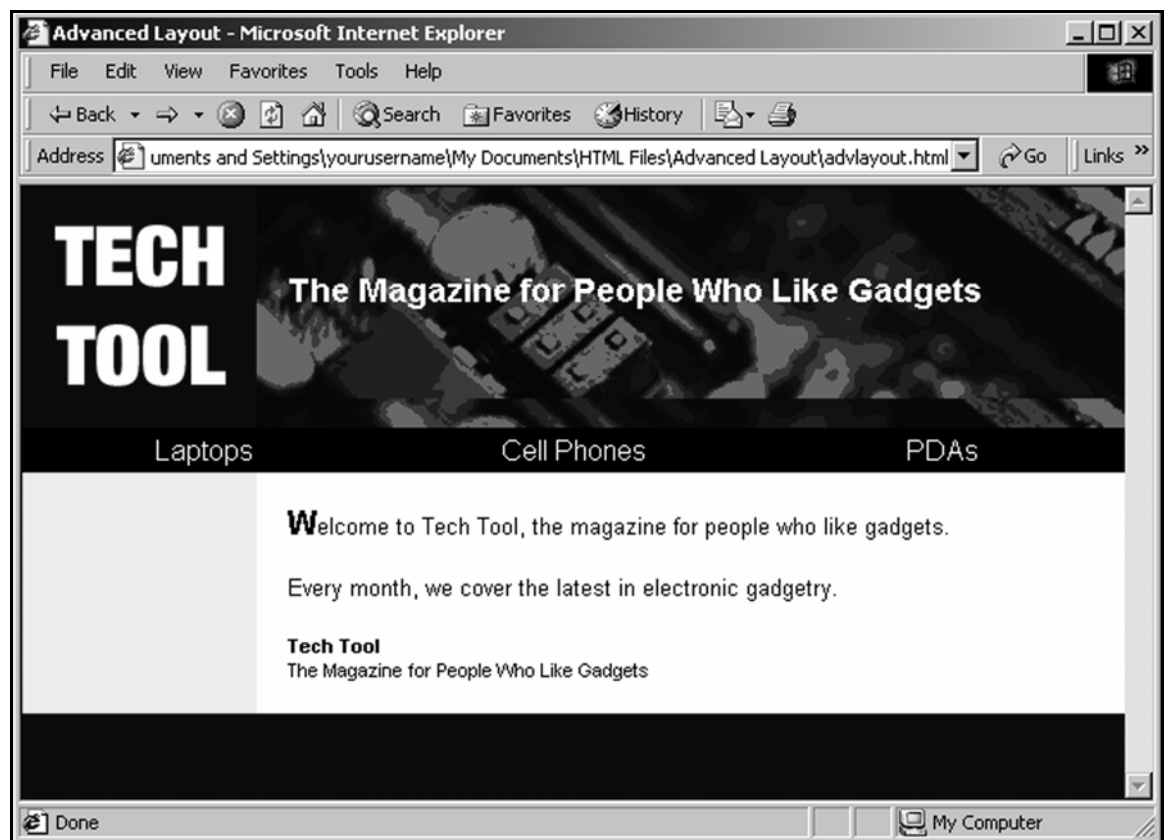 Advanced Layout - Microsoft Internet Explorer
File Edit View Favorites Tools Help
Back Search Favorites History
Address uments and Settings\yourusername\My Documents\HTML Files\Advanced Layout\advlayout.html Go Links »
TECH
TOOL
The Magazine for People Who Like Gadgets
Laptops Cell Phones PDAs
Welcome to Tech Tool, the magazine for people who like gadgets.
Every month, we cover the latest in electronic gadgetry.
Tech Tool
The Magazine for People Who Like Gadgets
Done My Computer